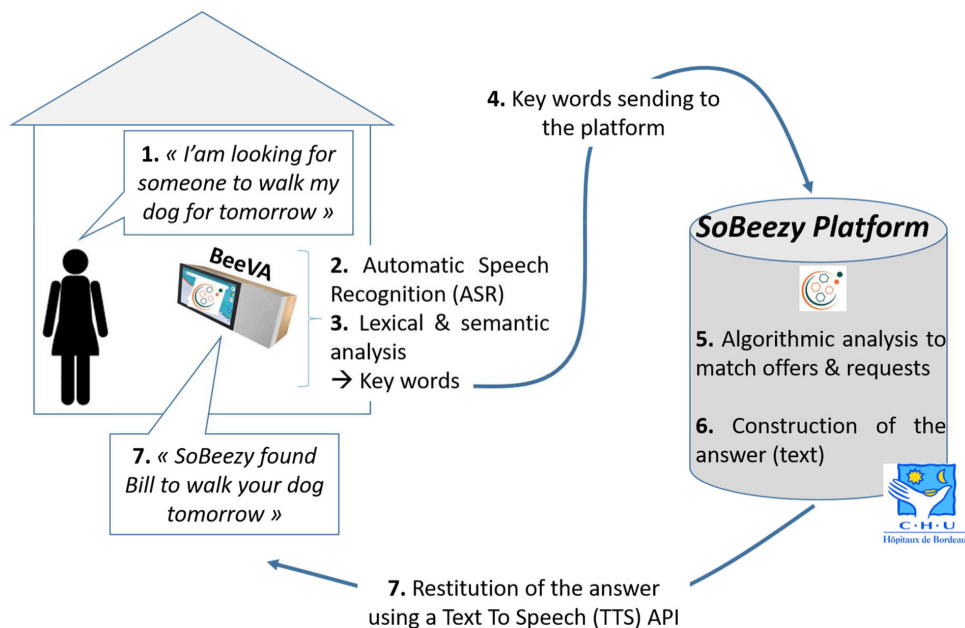 1. « I'am looking for
someone to walk my
dog for tomorrow »
BeeVA
2. Automatic Speech
Recognition (ASR)
3. Lexical & semantic
analysis
→ Key words
4. Key words sending to
the platform
SoBeezy Platform
5. Algorithmic analysis to
match offers & requests
6. Construction of the
answer (text)
C·H·U
Hôpitaux de Bordeau
7. « SoBeezy found
Bill to walk your dog
tomorrow »
7. Restitution of the answer
using a Text To Speech (TTS) API